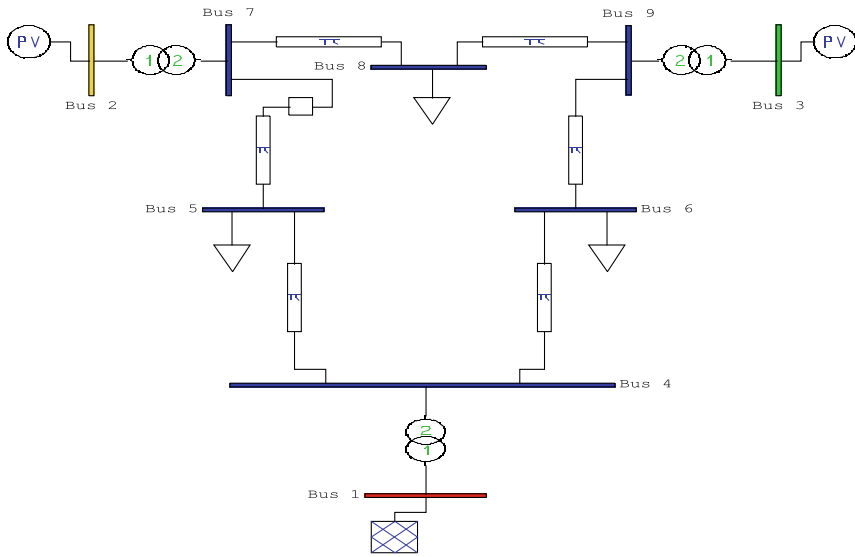 Bus 7
Bus 9
PV
1 2
π
π
2 1
PV
Bus 8
Bus 2
Bus 3
π
π
Bus 5
Bus 6
π
π
Bus 4
2
1
Bus 1